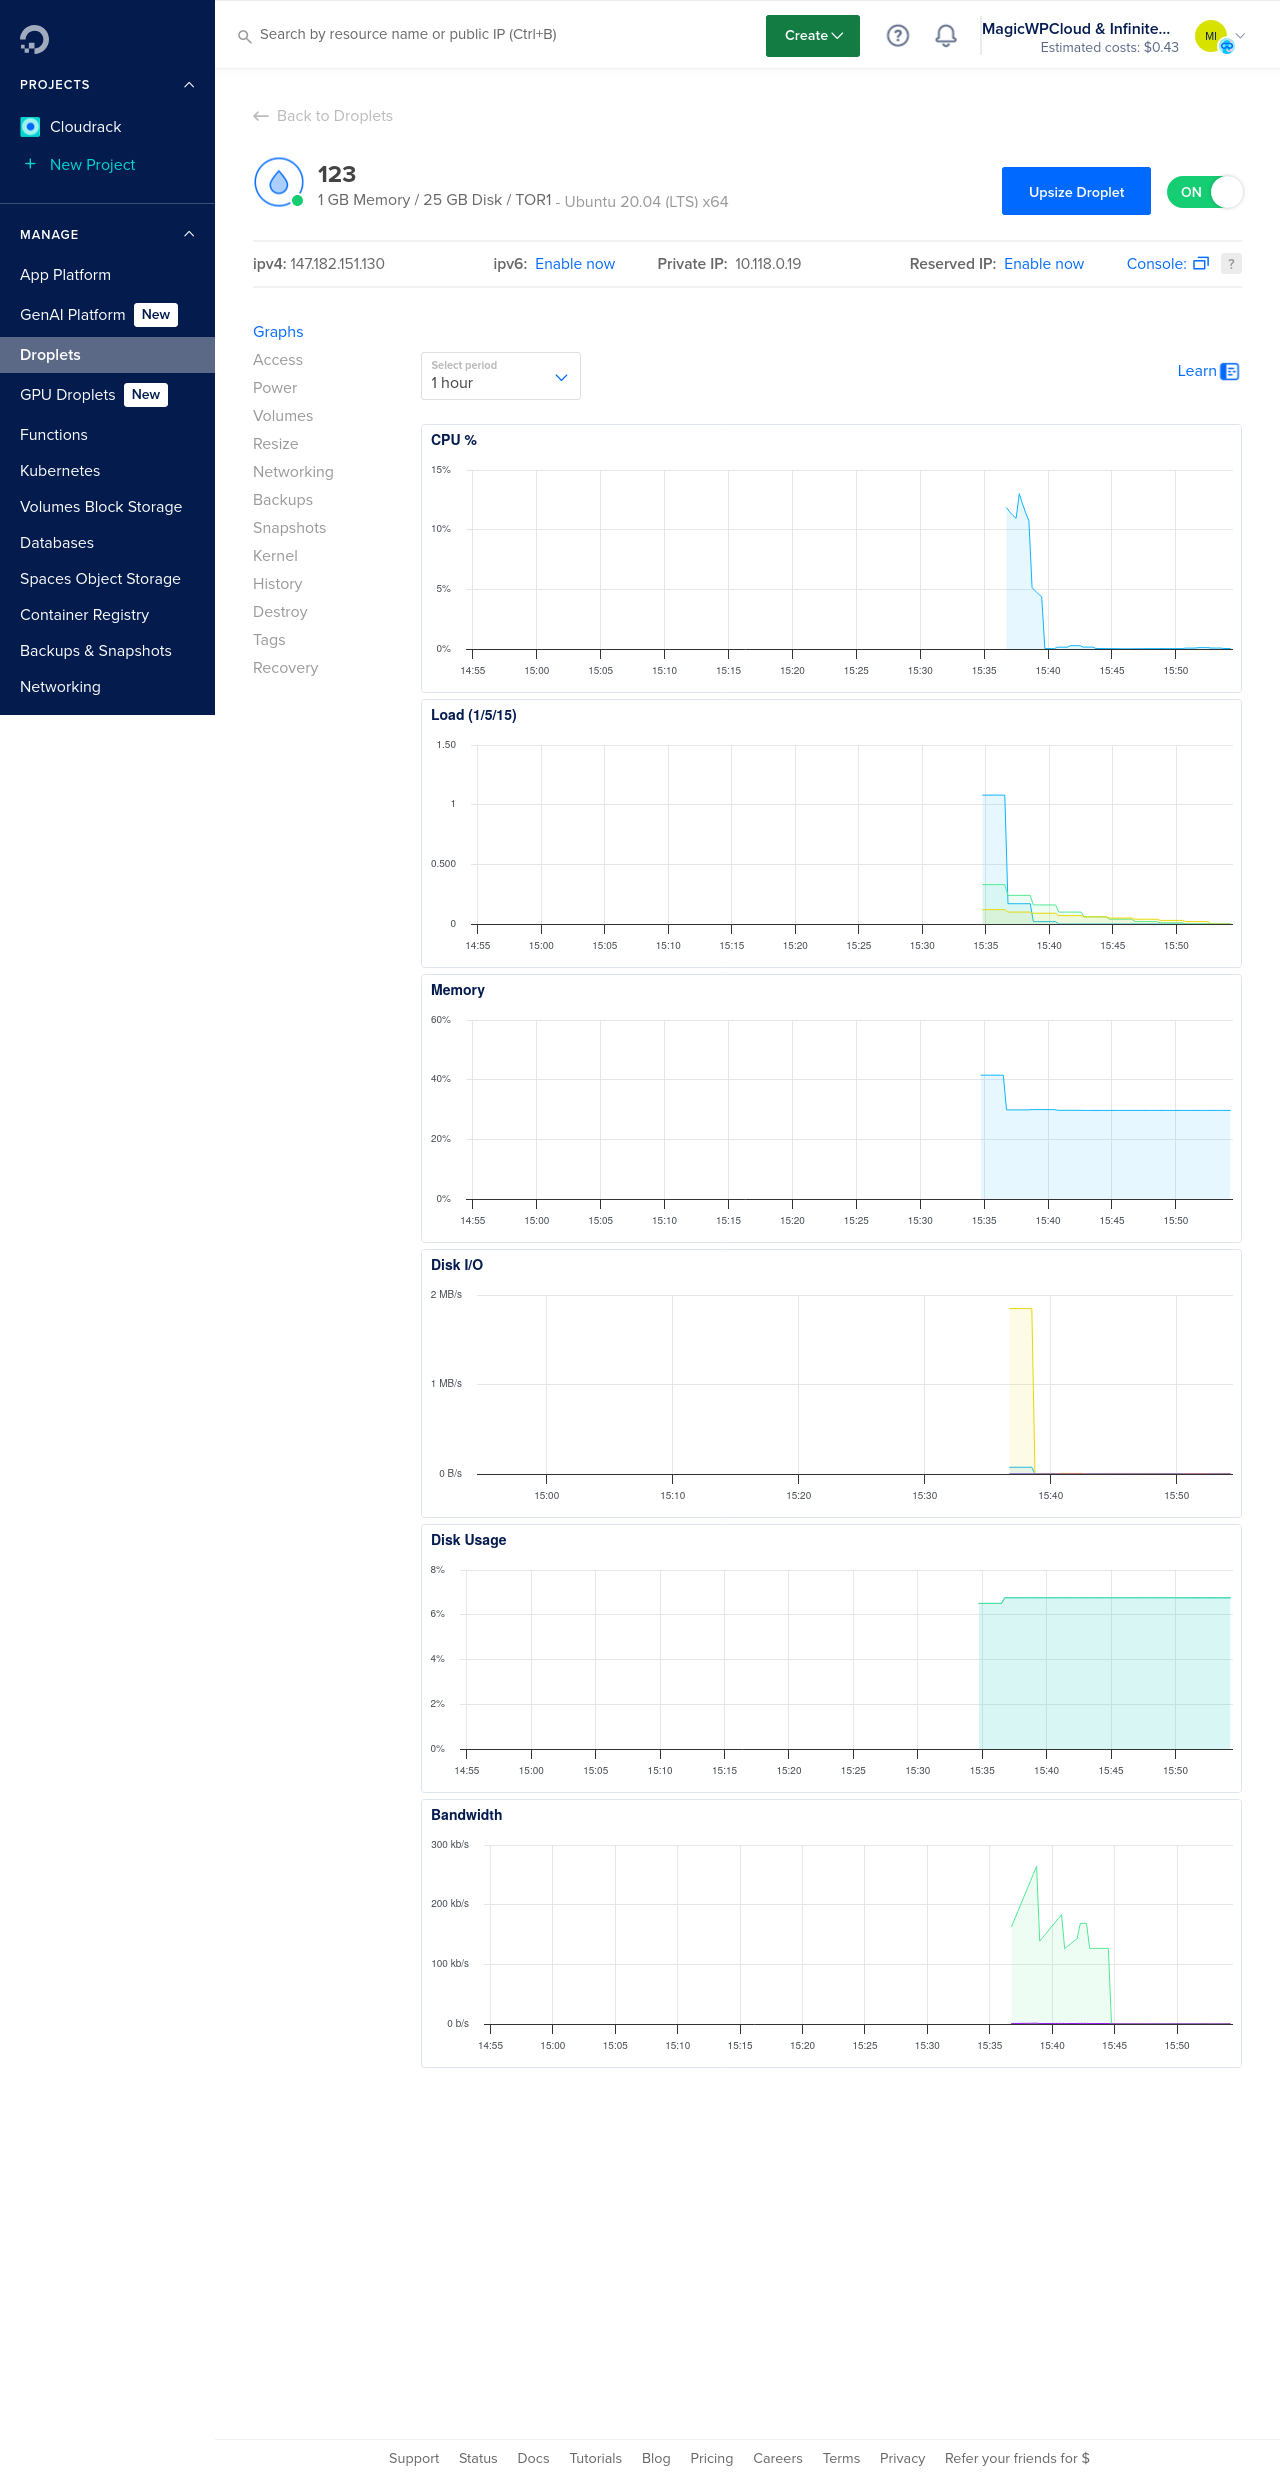 Search by resource name or public IP (Ctrl+B)
Create
MagicWPCloud & Infinite...
Estimated costs: $0.43
MI
PROJECTS
Cloudrack
+ New Project
MANAGE
App Platform
GenAI Platform New
Droplets
GPU Droplets New
Functions
Kubernetes
Volumes Block Storage
Databases
Spaces Object Storage
Container Registry
Backups & Snapshots
Networking
← Back to Droplets
123
1 GB Memory / 25 GB Disk / TOR1 - Ubuntu 20.04 (LTS) x64
Upsize Droplet
ON
ipv4: 147.182.151.130 ipv6: Enable now Private IP: 10.118.0.19 Reserved IP: Enable now Console: ?
Graphs
Access
Power
Volumes
Resize
Networking
Backups
Snapshots
Kernel
History
Destroy
Tags
Recovery
Select period
1 hour
Learn
CPU %
15%
10%
5%
0%
14:55 15:00 15:05 15:10 15:15 15:20 15:25 15:30 15:35 15:40 15:45 15:50
Load (1/5/15)
1.50
1
0.500
0
14:55 15:00 15:05 15:10 15:15 15:20 15:25 15:30 15:35 15:40 15:45 15:50
Memory
60%
40%
20%
0%
14:55 15:00 15:05 15:10 15:15 15:20 15:25 15:30 15:35 15:40 15:45 15:50
Disk I/O
2 MB/s
1 MB/s
0 B/s
15:00 15:10 15:20 15:30 15:40 15:50
Disk Usage
8%
6%
4%
2%
0%
14:55 15:00 15:05 15:10 15:15 15:20 15:25 15:30 15:35 15:40 15:45 15:50
Bandwidth
300 kb/s
200 kb/s
100 kb/s
0 b/s
14:55 15:00 15:05 15:10 15:15 15:20 15:25 15:30 15:35 15:40 15:45 15:50
Support Status Docs Tutorials Blog Pricing Careers Terms Privacy Refer your friends for $